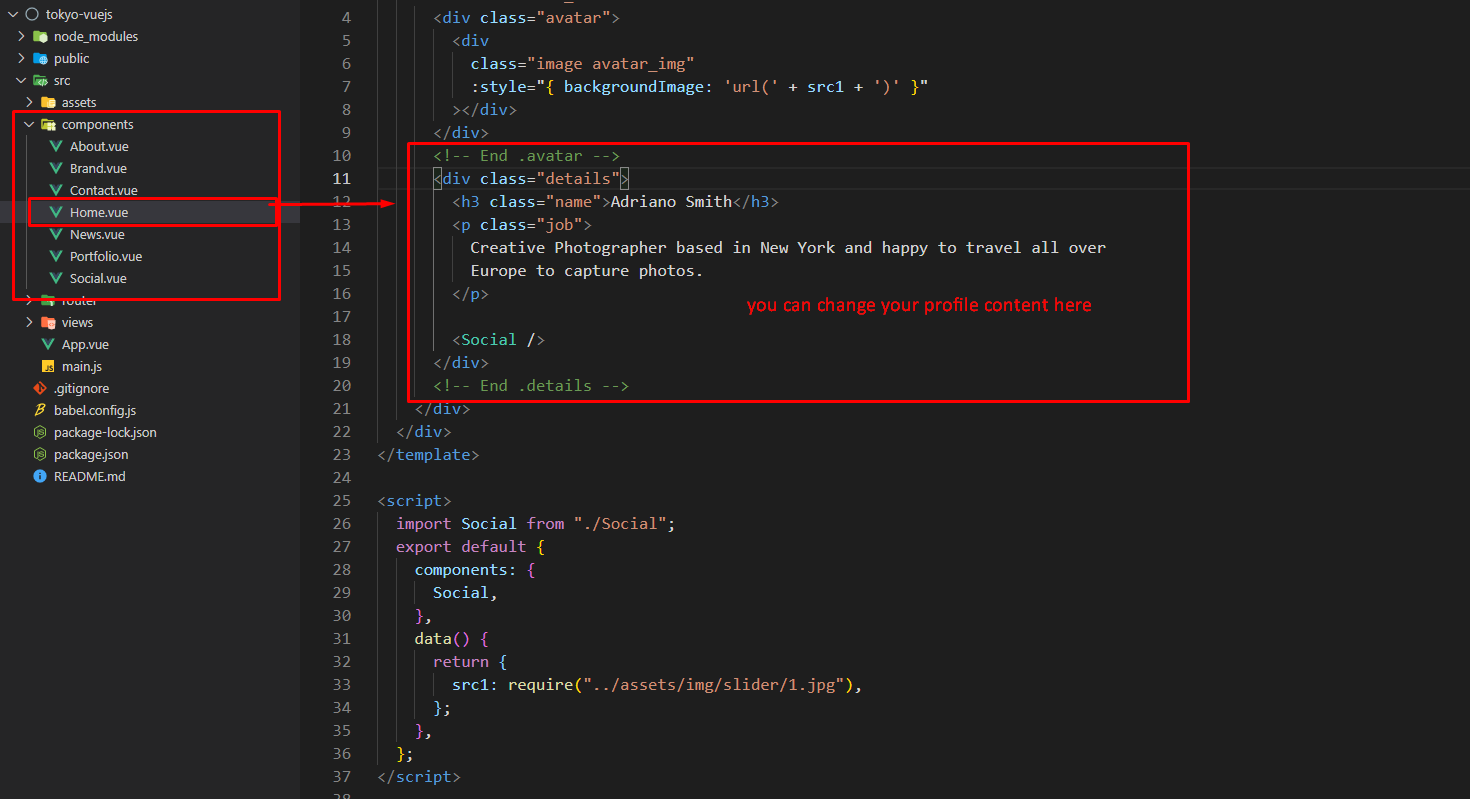 tokyo-vuejs
node_modules
public
src
assets
components
About.vue
Brand.vue
Contact.vue
Home.vue
News.vue
Portfolio.vue
Social.vue
router
views
App.vue
main.js
.gitignore
babel.config.js
package-lock.json
package.json
README.md
4 <div class="avatar">
5 <div
6 class="image avatar_img"
7 :style="{ backgroundImage: 'url(' + src1 + ')' }"
8 ></div>
9 </div>
10 <!-- End .avatar -->
11 <div class="details">
12 <h3 class="name">Adriano Smith</h3>
13 <p class="job">
14 Creative Photographer based in New York and happy to travel all over
15 Europe to capture photos.
16 </p>
you can change your profile content here
17
18 <Social />
19 </div>
20 <!-- End .details -->
21 </div>
22 </div>
23 </template>
24
25 <script>
26 import Social from "./Social";
27 export default {
28 components: {
29 Social,
30 },
31 data() {
32 return {
33 src1: require("../assets/img/slider/1.jpg"),
34 };
35 },
36 };
37 </script>
38